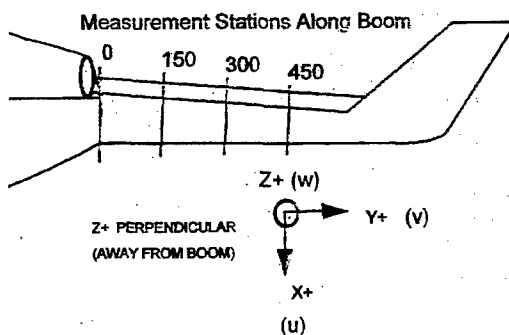 Measurement Stations Along Boom
0
150
300
450
Z+ (w)
Z+ PERPENDICULAR
(AWAY FROM BOOM)
Y+ (v)
X+
(u)